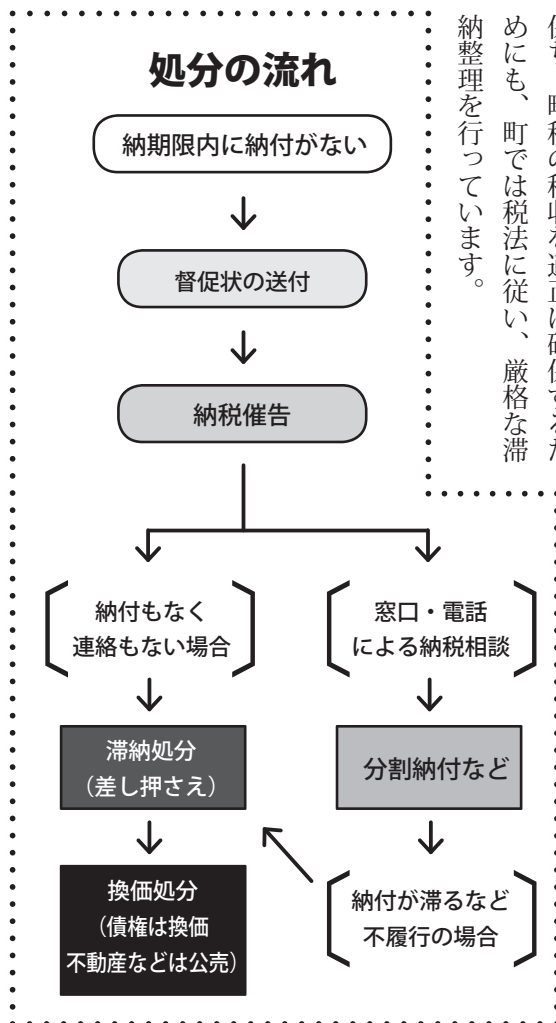 めにも、町では税法に従い、厳格な滞
納整理を行っています。
処分の流れ
納期限内に納付がない
督促状の送付
納税催告
納付もなく
連絡もない場合
滞納処分
（差し押さえ）
換価処分
（債権は換価
不動産などは公売）
窓口・電話
による納税相談
分割納付など
納付が滞るなど
不履行の場合